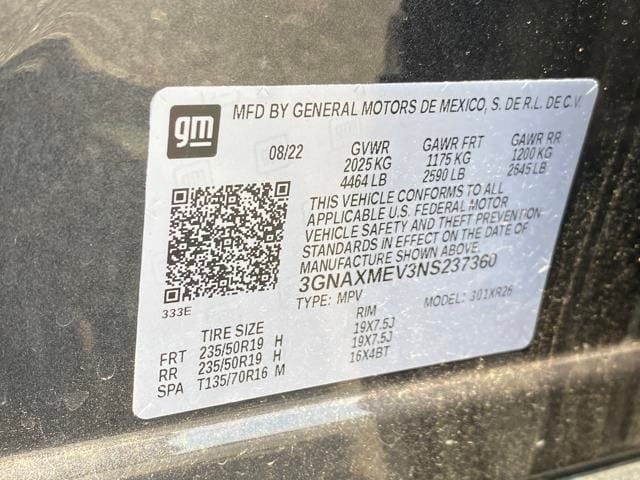 gm
MFD BY GENERAL MOTORS DE MEXICO, S. DE R.L. DE C.V.
08/22 GVWR GAWR FRT GAWR RR
2025 KG 1175 KG 1200 KG
4464 LB 2590 LB 2645 LB
THIS VEHICLE CONFORMS TO ALL
APPLICABLE U.S. FEDERAL MOTOR
VEHICLE SAFETY AND THEFT PREVENTION
STANDARDS IN EFFECT ON THE DATE OF
MANUFACTURE SHOWN ABOVE.
3GNAXMEV3NS237360
333E
TYPE: MPV MODEL: 301XR26
TIRE SIZE RIM
FRT 235/50R19 H 19X7.5J
RR 235/50R19 H 19X7.5J
SPA T135/70R16 M 16X4BT